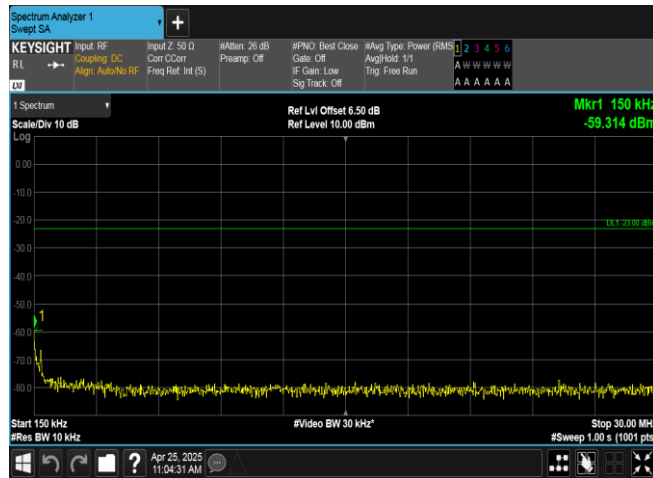 Spectrum Analyzer 1
Swept SA
+
KEYSIGHT
RL
LXI
Input: RF
Coupling: DC
Align: Auto/No RF
Input Z: 50 Ω
Corr CCorr
Freq Ref: Int (S)
#Atten: 26 dB
Preamp: Off
#PNO: Best Close
Gate: Off
IF Gain: Low
Sig Track: Off
#Avg Type: Power (RMS
Avg|Hold: 1/1
Trig: Free Run
1 2 3 4 5 6
A W W W W W
A A A A A A
1 Spectrum
Scale/Div 10 dB
Log
Ref Lvl Offset 6.50 dB
Ref Level 10.00 dBm
Mkr1 150 kHz
-59.314 dBm
0.00
-10.0
-20.0
DL1 -23.00 dBm
-30.0
-40.0
-50.0
1
-60.0
-70.0
-80.0
Start 150 kHz
#Res BW 10 kHz
#Video BW 30 kHz*
Stop 30.00 MHz
#Sweep 1.00 s (1001 pts
?
Apr 25, 2025
11:04:31 AM